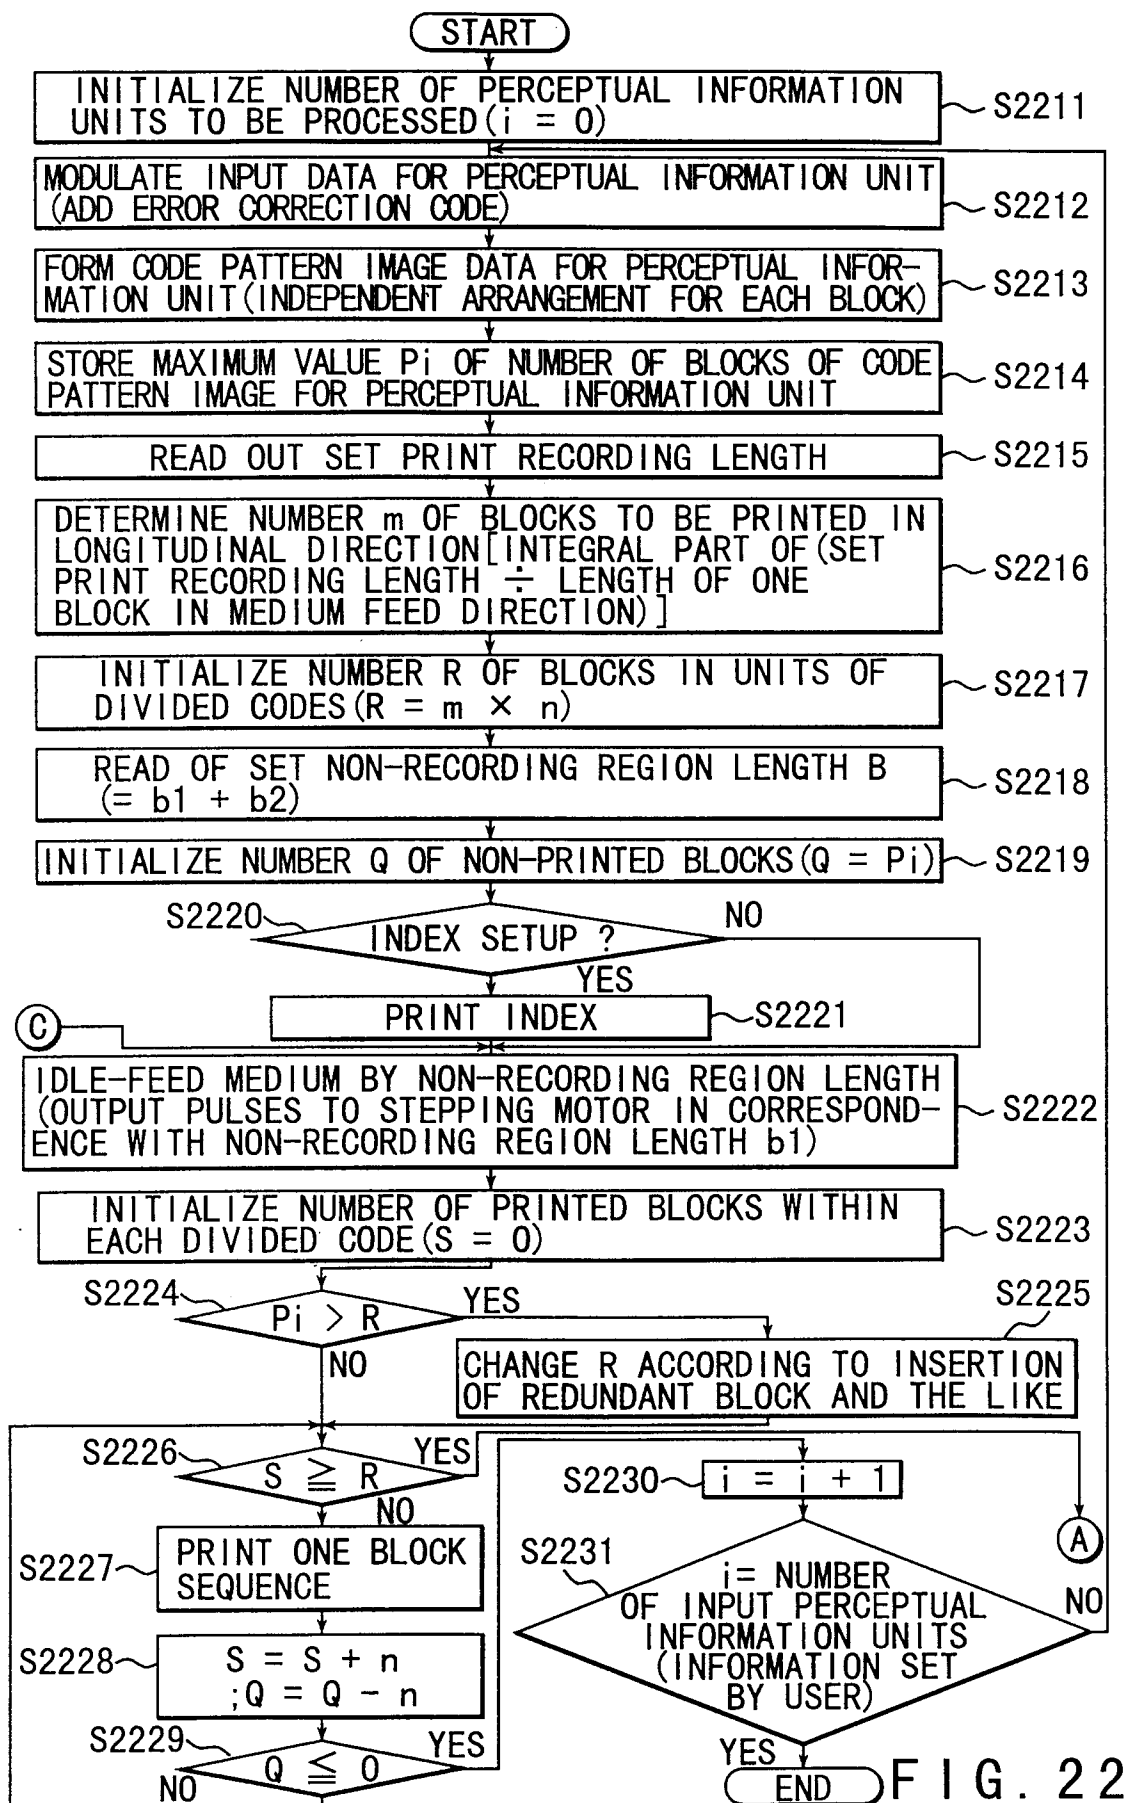 START
INITIALIZE NUMBER OF PERCEPTUAL INFORMATION
UNITS TO BE PROCESSED(i = 0)
S2211
MODULATE INPUT DATA FOR PERCEPTUAL INFORMATION UNIT
(ADD ERROR CORRECTION CODE)
S2212
FORM CODE PATTERN IMAGE DATA FOR PERCEPTUAL INFOR-
MATION UNIT(INDEPENDENT ARRANGEMENT FOR EACH BLOCK)
S2213
STORE MAXIMUM VALUE Pi OF NUMBER OF BLOCKS OF CODE
PATTERN IMAGE FOR PERCEPTUAL INFORMATION UNIT
S2214
READ OUT SET PRINT RECORDING LENGTH
S2215
DETERMINE NUMBER m OF BLOCKS TO BE PRINTED IN
LONGITUDINAL DIRECTION[INTEGRAL PART OF(SET
PRINT RECORDING LENGTH ÷ LENGTH OF ONE
BLOCK IN MEDIUM FEED DIRECTION)]
S2216
INITIALIZE NUMBER R OF BLOCKS IN UNITS OF
DIVIDED CODES(R = m × n)
S2217
READ OF SET NON-RECORDING REGION LENGTH B
(= b1 + b2)
S2218
INITIALIZE NUMBER Q OF NON-PRINTED BLOCKS(Q = Pi)
S2219
S2220
INDEX SETUP ?
NO
YES
PRINT INDEX
S2221
C
IDLE-FEED MEDIUM BY NON-RECORDING REGION LENGTH
(OUTPUT PULSES TO STEPPING MOTOR IN CORRESPOND-
ENCE WITH NON-RECORDING REGION LENGTH b1)
S2222
INITIALIZE NUMBER OF PRINTED BLOCKS WITHIN
EACH DIVIDED CODE(S = 0)
S2223
S2224
Pi > R
YES
NO
S2225
CHANGE R ACCORDING TO INSERTION
OF REDUNDANT BLOCK AND THE LIKE
S2226
S ≧ R
YES
NO
S2227
PRINT ONE BLOCK
SEQUENCE
S2228
S = S + n
;Q = Q - n
S2229
Q ≦ 0
YES
NO
S2230
i = i + 1
A
S2231
i= NUMBER
OF INPUT PERCEPTUAL
INFORMATION UNITS
(INFORMATION SET
BY USER)
NO
YES
END
FIG. 22